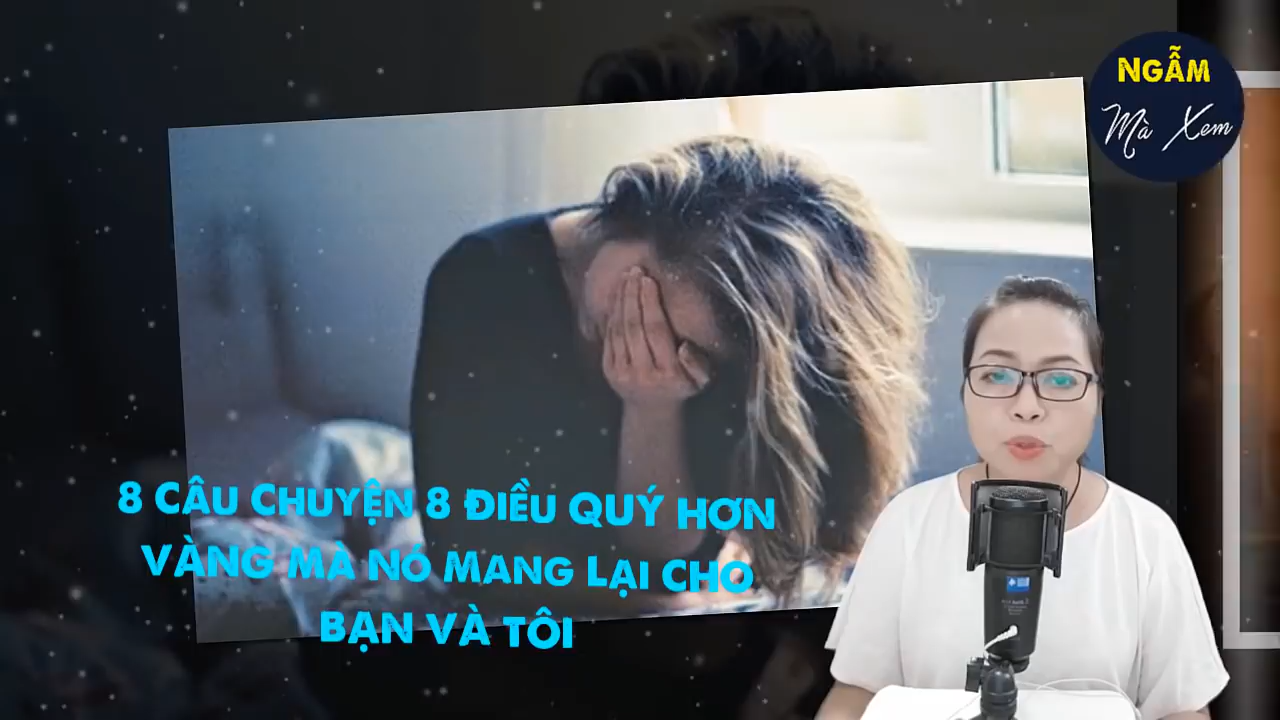 NGẪM
Mà Xem
8 CÂU CHUYỆN 8 ĐIỀU QUÝ HƠN
VÀNG MÀ NÓ MANG LẠI CHO
BẠN VÀ TÔI